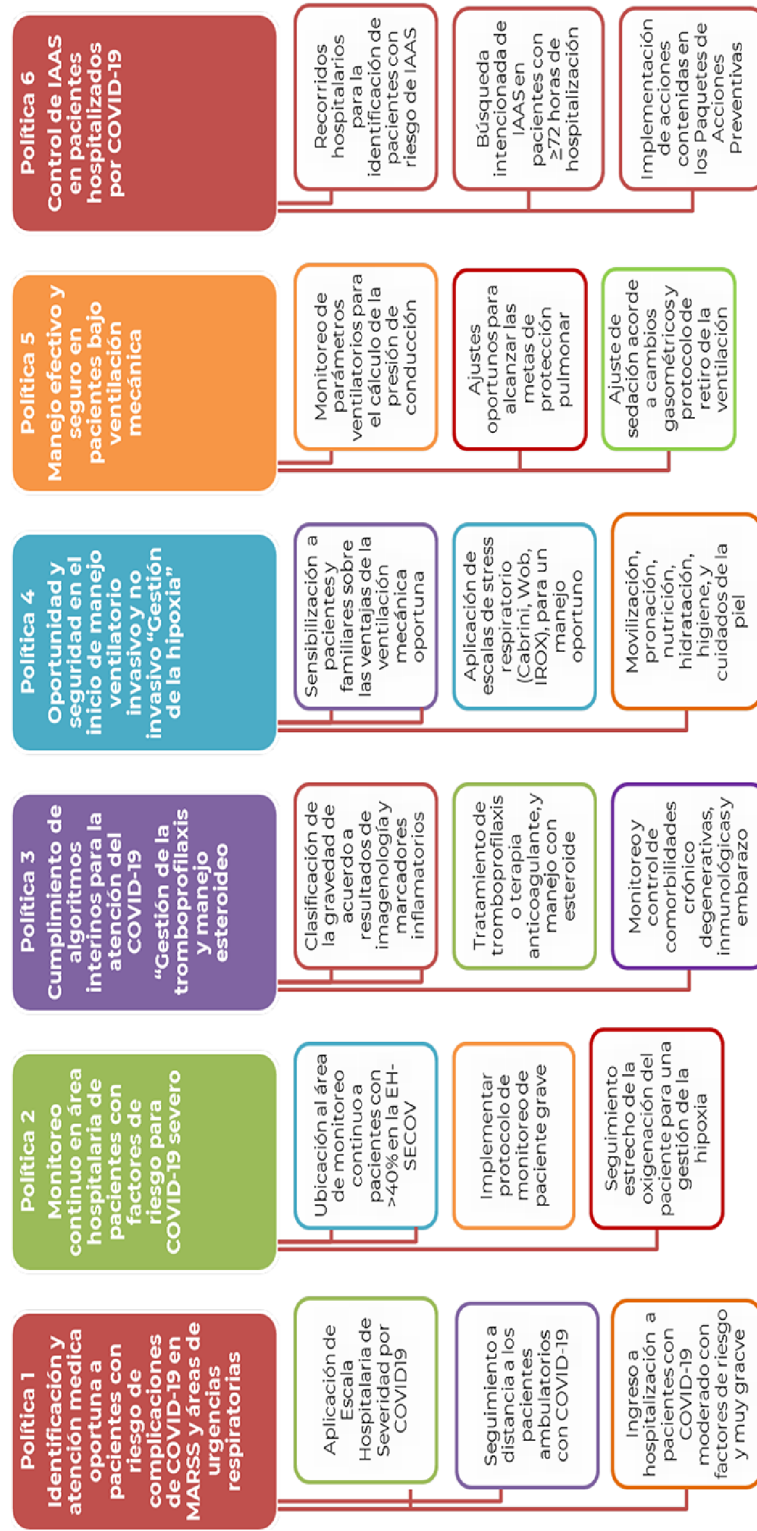 Política 1
Identificación y
atención medica
oportuna a
pacientes con
riesgo de
complicaciones
de COVID-19 en
MARSS y áreas de
urgencias
respiratorias
Aplicación de
Escala
Hospitalaria de
Severidad por
COVID19
Seguimiento a
distancia a los
pacientes
ambulatorios
con COVID-19
Ingreso a
hospitalización a
pacientes con
COVID-19
moderado con
factores de riesgo
y muy gracve
Política 2
Monitoreo
continuo en área
hospitalaria de
pacientes con
factores de
riesgo para
COVID-19 severo
Ubicación al área
de monitoreo
continuo a
pacientes con
>40% en la EH-
SECOV
Implementar
protocolo de
monitoreo de
paciente grave
Seguimiento
estrecho de la
oxigenación del
paciente para una
gestión de la
hipoxia
Política 3
Cumplimiento de
algoritmos
interinos para la
atención del
COVID-19
“Gestión de la
tromboprofilaxis
y manejo
esteroideo
Clasificación de
la gravedad de
acuerdo a
resultados de
imagenología y
marcadores
inflamatorios
Tratamiento de
tromboprofilaxis
o terapia
anticoagulante,y
manejo con
esteroide
Monitoreo y
control de
comorbilidades
crónico
degenerativas,
inmunológicas y
embarazo
Política 4
Oportunidad y
seguridad en el
inicio de manejo
ventilatorio
invasivo y no
invasivo “Gestión
de la hipoxia”
Sensibilización a
pacientes y
familiares sobre
las ventajas de la
ventilación
mecánica
oportuna
Aplicación de
escalas de stress
respiratorio
(Cabrini, Wob,
IROX), para un
manejo
oportuno
Movilización,
pronación,
nutrición,
hidratación,
higiene, y
cuidados de la
piel
Política 5
Manejo efectivo y
seguro en
pacientes bajo
ventilación
mecánica
Monitoreo de
parámetros
ventilatorios para
el cálculo de la
presión de
conducción
Ajustes
oportunos para
alcanzar las
metas de
protección
pulmonar
Ajuste de
sedación acorde
a cambios
gasométricos y
protocolo de
retiro de la
ventilación
Política 6
Control de IAAS
en pacientes
hospitalizados
por COVID-19
Recorridos
hospitalarios
para la
identificación de
pacientes con
riesgo de IAAS
Búsqueda
intencionada de
IAAS en
pacientes con
≥72 horas de
hospitalización
Implementación
de acciones
contenidas en
los Paquetes de
Acciones
Preventivas